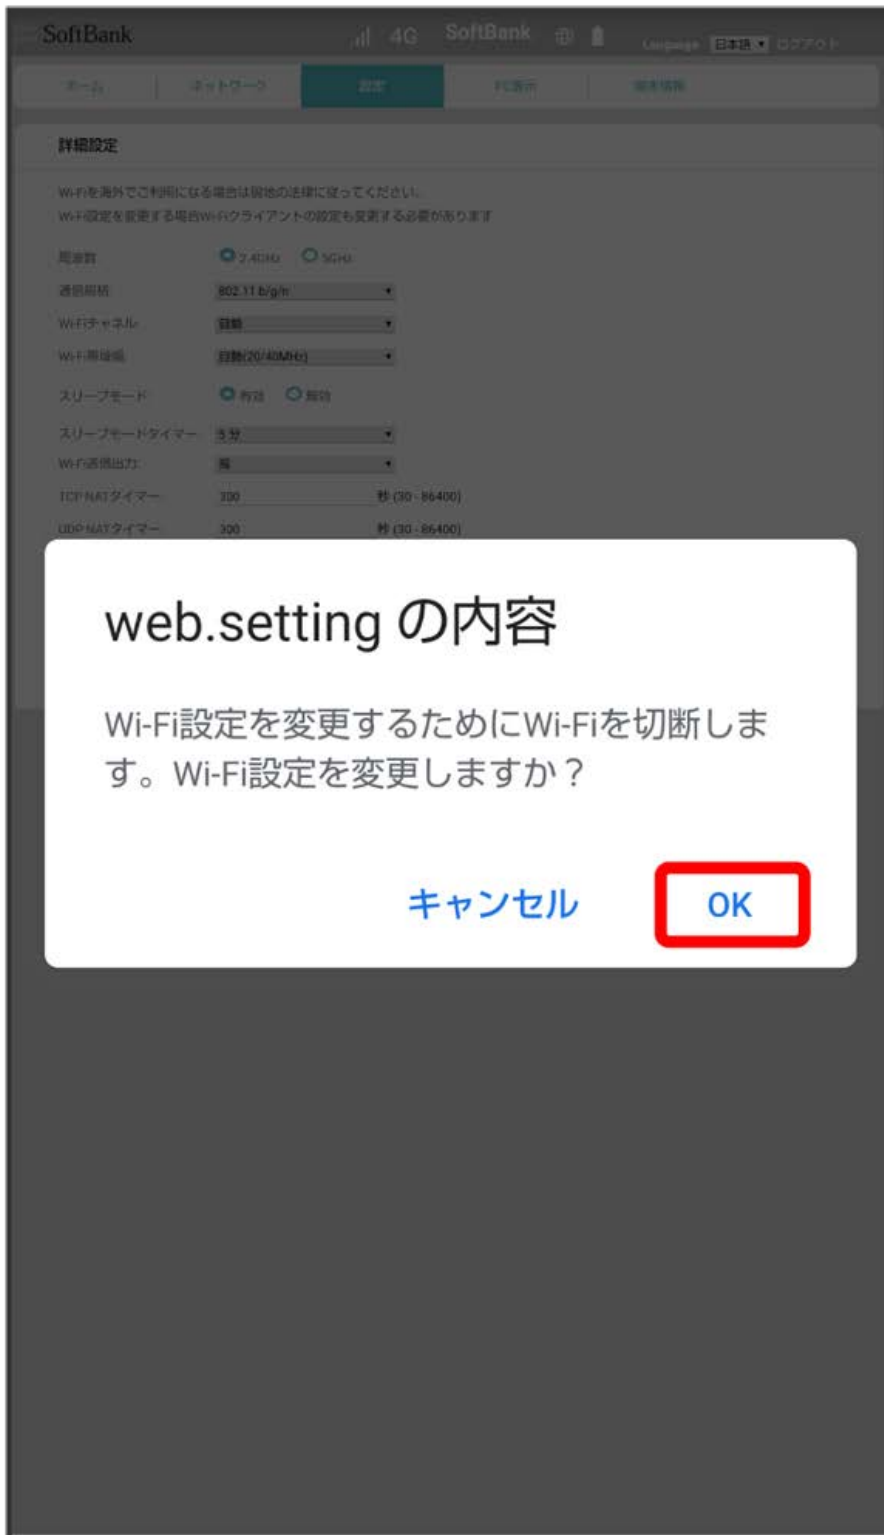 SoftBank 4G SoftBank Language 日本語 ログアウト
ホーム ネットワーク 設定 PC表示 端末情報
詳細設定
Wi-Fiを海外でご利用になる場合は現地の法律に従ってください。
Wi-Fi設定を変更する場合Wi-Fiクライアントの設定も変更する必要があります
周波数 2.4GHz 5GHz
通信規格 802.11 b/g/n
Wi-Fiチャネル: 自動
Wi-Fi帯域幅 自動(20/40MHz)
スリープモード 有効 無効
スリープモードタイマー 5 分
Wi-Fi送信出力:
TCP NATタイマー 300 秒 (30 - 86400)
UDP NATタイマー 300 秒 (30 - 86400)
web.setting の内容
Wi-Fi設定を変更するためにWi-Fiを切断しま
す。Wi-Fi設定を変更しますか？
キャンセル OK